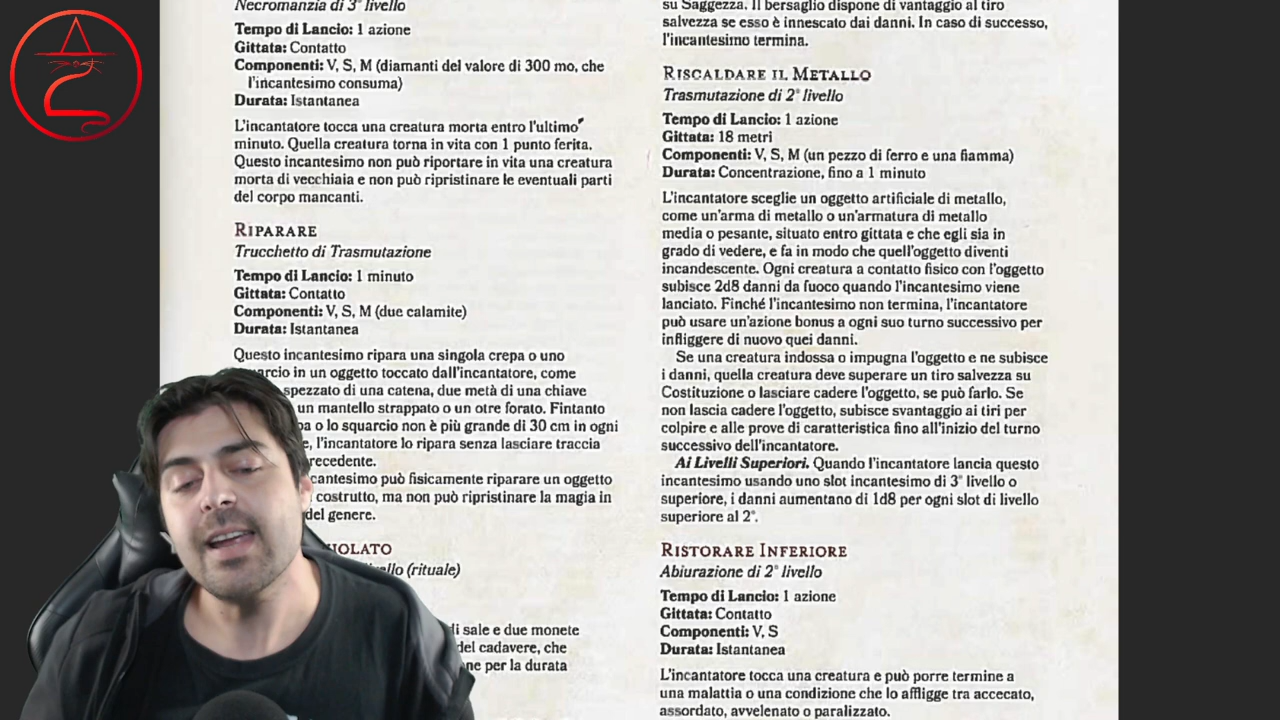 Necromanzia di 3° livello
Tempo di Lancio: 1 azione
Gittata: Contatto
Componenti: V, S, M (diamanti del valore di 300 mo, che
l'incantesimo consuma)
Durata: Istantanea
L'incantatore tocca una creatura morta entro l'ultimo
minuto. Quella creatura torna in vita con 1 punto ferita.
Questo incantesimo non può riportare in vita una creatura
morta di vecchiaia e non può ripristinare le eventuali parti
del corpo mancanti.
RIPARARE
Trucchetto di Trasmutazione
Tempo di Lancio: 1 minuto
Gittata: Contatto
Componenti: V, S, M (due calamite)
Durata: Istantanea
Questo incantesimo ripara una singola crepa o uno
in un oggetto toccato dall'incantatore, come
spezzato di una catena, due metà di una chiave
un mantello strappato o un otre forato. Fintanto
o lo squarcio non è più grande di 30 cm in ogni
l'incantatore lo ripara senza lasciare traccia
può fisicamente riparare un oggetto
costrutto, ma non può ripristinare la magia in
del genere.
(rituale)
di sale e due monete
del cadavere, che
per la durata
su Saggezza. Il bersaglio dispone di vantaggio al tiro
salvezza se esso è innescato dai danni. In caso di successo,
l'incantesimo termina.
RISCALDARE IL METALLO
Trasmutazione di 2° livello
Tempo di Lancio: 1 azione
Gittata: 18 metri
Componenti: V, S, M (un pezzo di ferro e una fiamma)
Durata: Concentrazione, fino a 1 minuto
L'incantatore sceglie un oggetto artificiale di metallo,
come un'arma di metallo o un'armatura di metallo
media o pesante, situato entro gittata e che egli sia in
grado di vedere, e fa in modo che quell'oggetto diventi
incandescente. Ogni creatura a contatto fisico con l'oggetto
subisce 2d8 danni da fuoco quando l'incantesimo viene
lanciato. Finché l'incantesimo non termina, l'incantatore
può usare un'azione bonus a ogni suo turno successivo per
infliggere di nuovo quei danni.
Se una creatura indossa o impugna l'oggetto e ne subisce
i danni, quella creatura deve superare un tiro salvezza su
Costituzione o lasciare cadere l'oggetto, se può farlo. Se
non lascia cadere l'oggetto, subisce svantaggio ai tiri per
colpire e alle prove di caratteristica fino all'inizio del turno
successivo dell'incantatore.
Ai Livelli Superiori. Quando l'incantatore lancia questo
incantesimo usando uno slot incantesimo di 3° livello o
superiore, i danni aumentano di 1d8 per ogni slot di livello
superiore al 2°.
RISTORARE INFERIORE
Abiurazione di 2° livello
Tempo di Lancio: 1 azione
Gittata: Contatto
Componenti: V, S
Durata: Istantanea
L'incantatore tocca una creatura e può porre termine a
una malattia o una condizione che lo affligge tra accecato,
assordato, avvelenato o paralizzato.